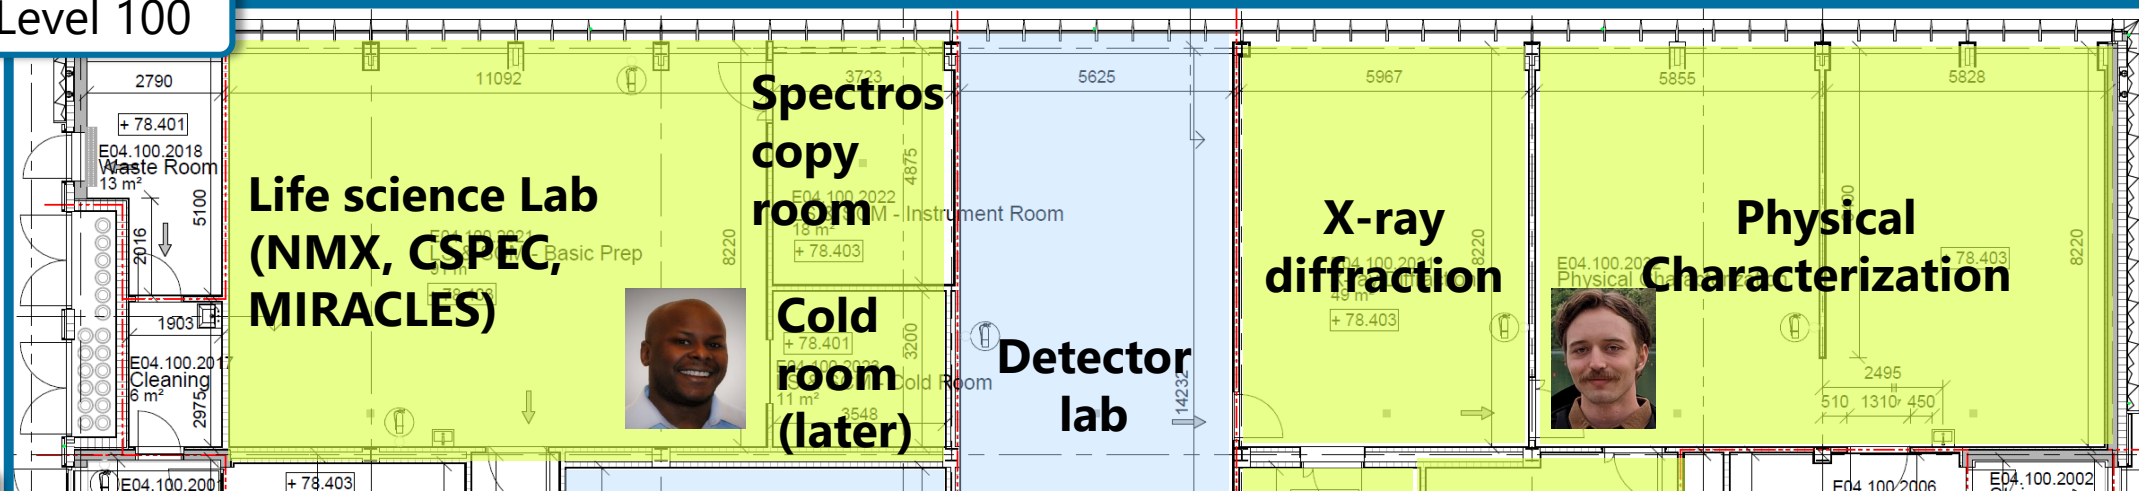 Level 100
2790
11092
3723
5625
5967
5855
5828
+ 78.401
E04.100.2018
Waste Room
13 m²
5100
2016
Life science Lab
(NMX, CSPEC,
MIRACLES)
- Basic Prep
8220
Spectros
copy
room
4875
E04.100.2022
- Instrument Room
18 m²
+ 78.403
Cold
room
(later)
+ 78.401
3200
Cold Room
11 m²
3548
Detector
lab
14232
X-ray
diffraction
8220
49 m²
+ 78.403
Physical
Characterization
Physical
78.403
8220
2495
510 1310 450
1903
E04.100.2017
Cleaning
6 m²
2975
E04.100.2001
+ 78.403
E04.100.2006
E04.100.2002